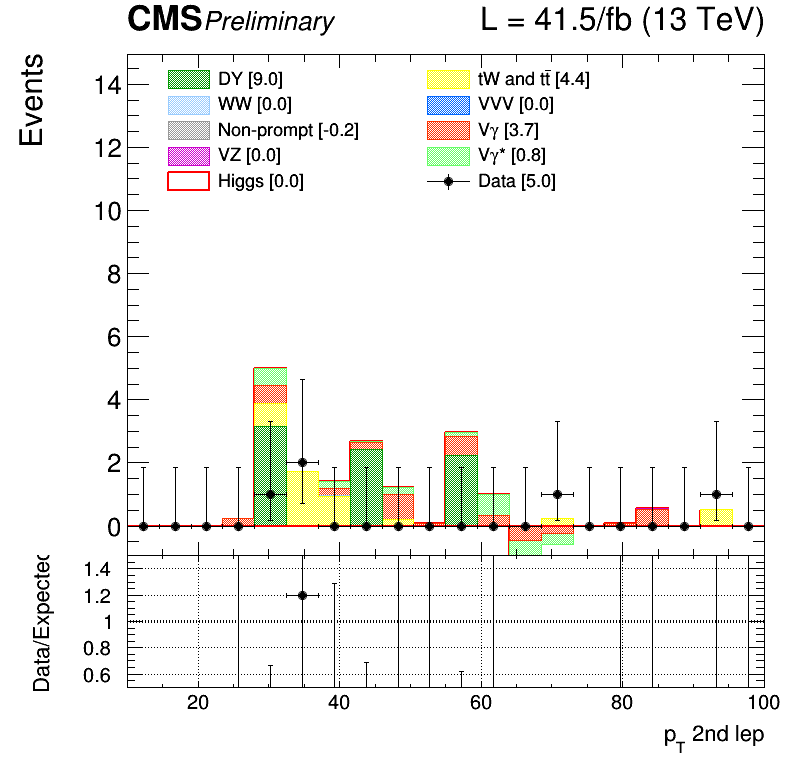 CMS Preliminary L = 41.5/fb (13 TeV)
Events
DY [9.0]
WW [0.0]
Non-prompt [-0.2]
VZ [0.0]
Higgs [0.0]
tW and tt̄ [4.4]
VVV [0.0]
Vγ [3.7]
Vγ* [0.8]
Data [5.0]
14
12
10
8
6
4
2
0
Data/Expected
1.4
1.2
1
0.8
0.6
20 40 60 80 100
p_T 2nd lep